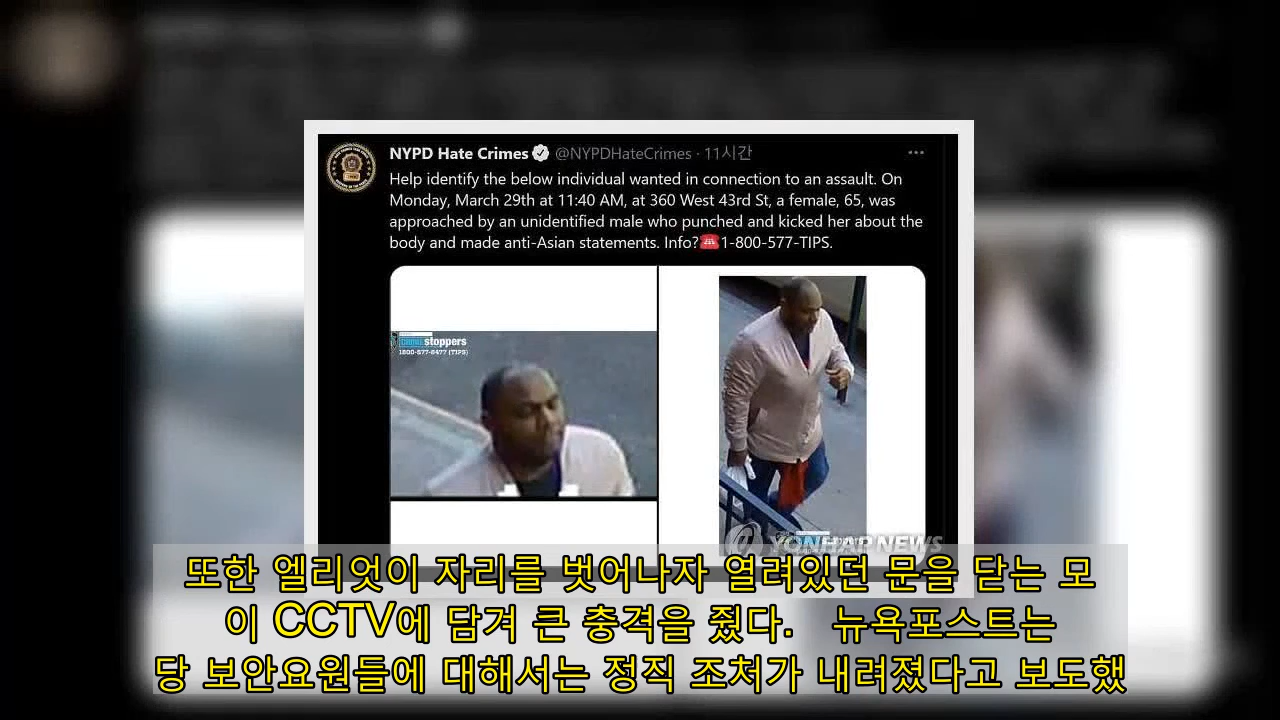 NYPD Hate Crimes @NYPDHateCrimes · 11시간
Help identify the below individual wanted in connection to an assault. On
Monday, March 29th at 11:40 AM, at 360 West 43rd St, a female, 65, was
approached by an unidentified male who punched and kicked her about the
body and made anti-Asian statements. Info?☎1-800-577-TIPS.
CRIME stoppers
1800-577-8477 (TIPS)
YONHAP NEWS
또한 엘리엇이 자리를 벗어나자 열려있던 문을 닫는 모
이 CCTV에 담겨 큰 충격을 줬다. 뉴욕포스트는
당 보안요원들에 대해서는 정직 조처가 내려졌다고 보도했